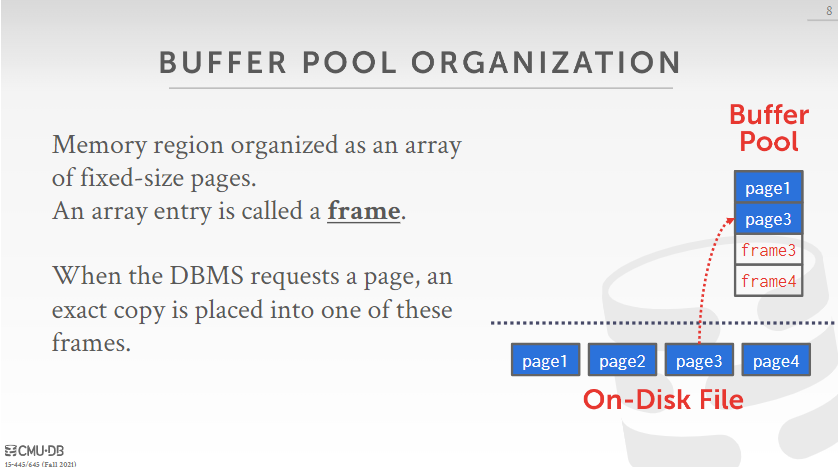 8
BUFFER POOL ORGANIZATION
Memory region organized as an array
of fixed-size pages.
An array entry is called a frame.
When the DBMS requests a page, an
exact copy is placed into one of these
frames.
Buffer
Pool
page1
page3
frame3
frame4
page1 page2 page3 page4
On-Disk File
CMU·DB
15-445/645 (Fall 2021)